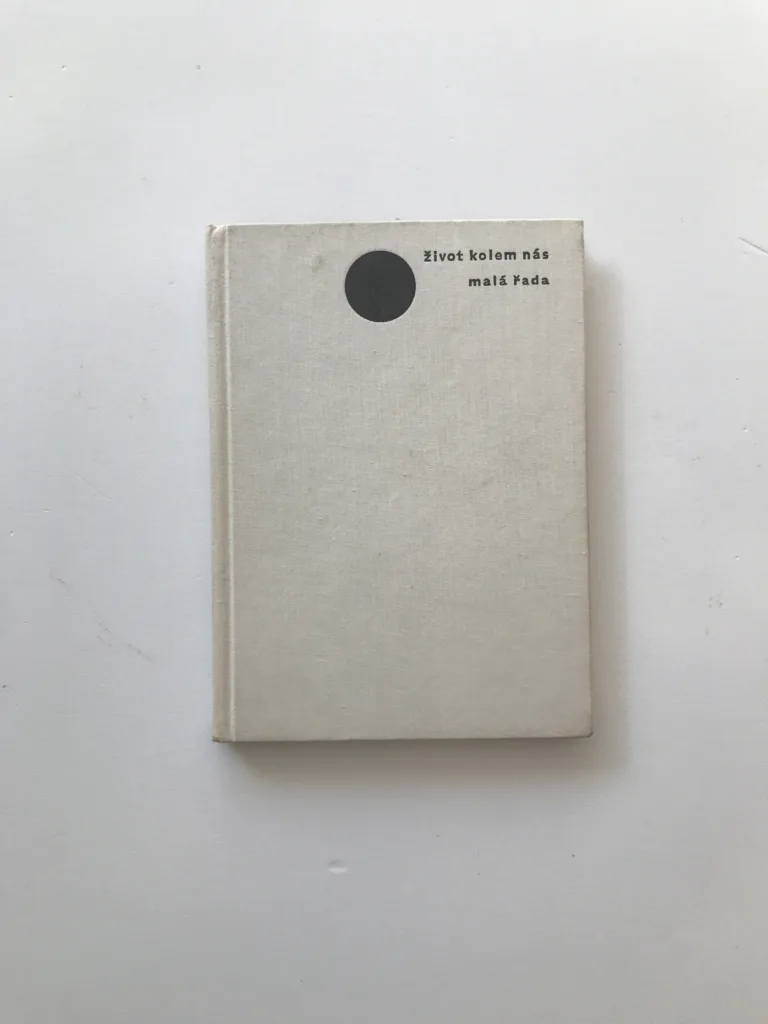 život kolem nás
malá řada